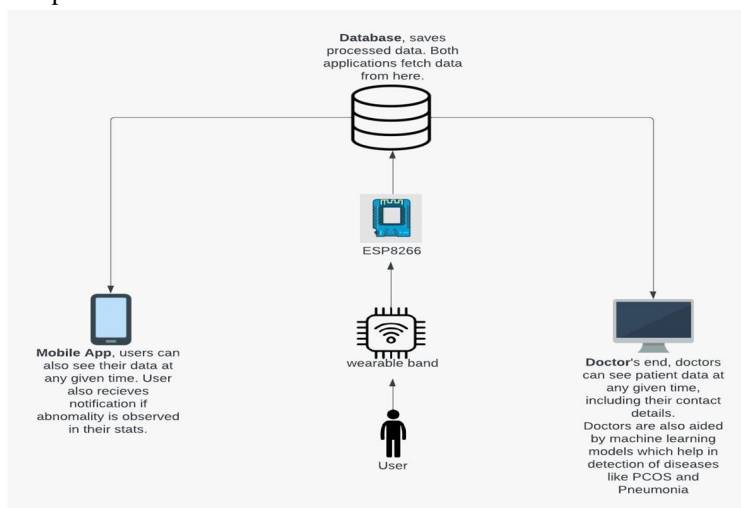 Database, saves
processed data. Both
applications fetch data
from here.
ESP8266
Mobile App, users can
also see their data at
any given time. User
also recieves
notification if
abnomality is observed
in their stats.
wearable band
User
Doctor's end, doctors
can see patient data at
any given time,
including their contact
details.
Doctors are also aided
by machine learning
models which help in
detection of diseases
like PCOS and
Pneumonia